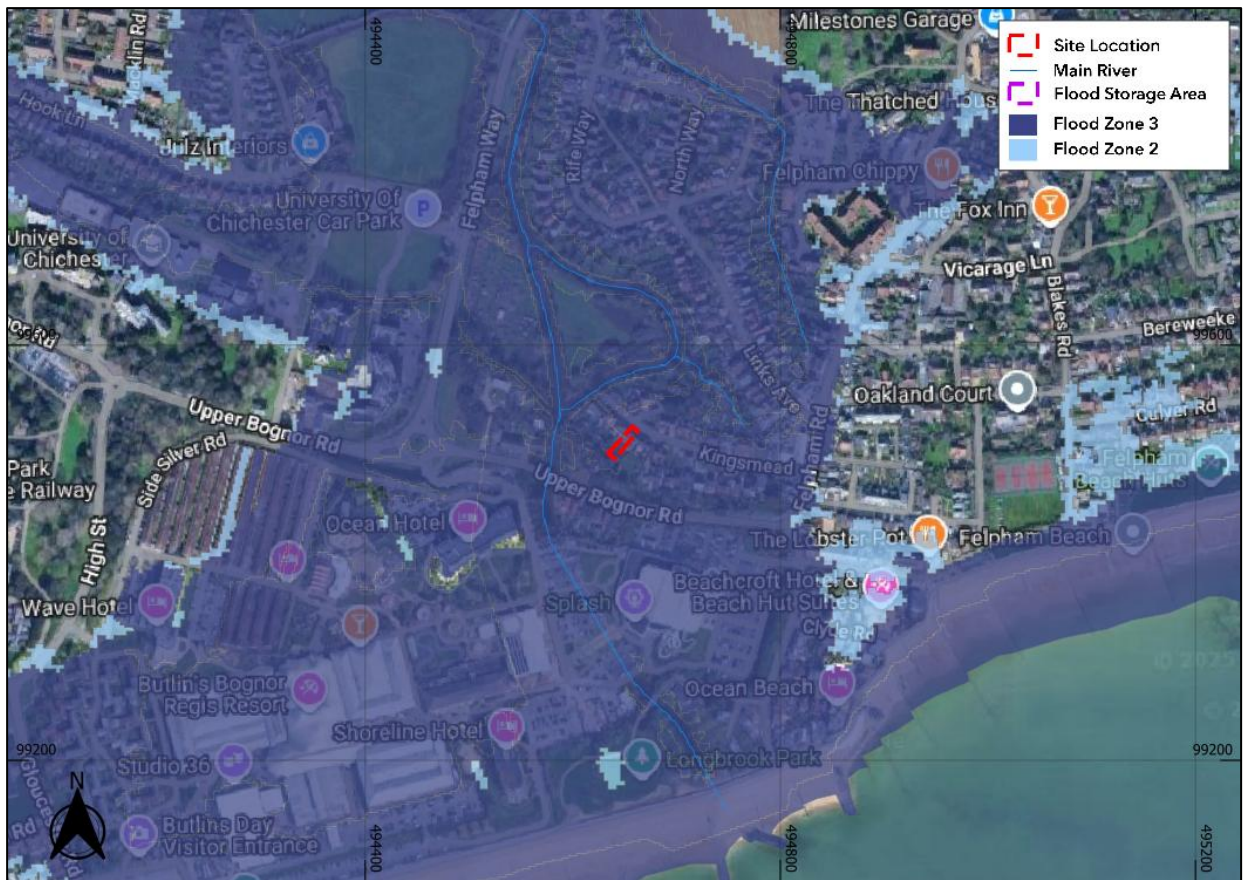 Milestones Garage
Site Location
Main River
Flood Storage Area
Flood Zone 3
Flood Zone 2
494400
494800
Macklin Rd
Hook Ln
Julz Interiors
Felpham Way
Rife Way
North Way
The Thatched House
Felpham Chippy
University Of
Chichester Car Park
The Fox Inn
University of
Chichester
Vicarage Ln
Blakes Rd
Bereweeke
99600
99600
Links Ave
Oakland Court
Culver Rd
Upper Bognor Rd
Side Silver Rd
Felpham Rd
Kingsmead
Felpham
Beach Huts
Park
e Railway
High St
Upper Bognor Rd
Ocean Hotel
The Lobster Pot
Felpham Beach
Wave Hotel
Splash
Beachcroft Hotel &
Beach Hut Suites
Clyde Rd
Butlin's Bognor
Regis Resort
Ocean Beach
Shoreline Hotel
99200
99200
Studio 36
Longbrook Park
N
Butlins Day
Visitor Entrance
494400
494800
495200